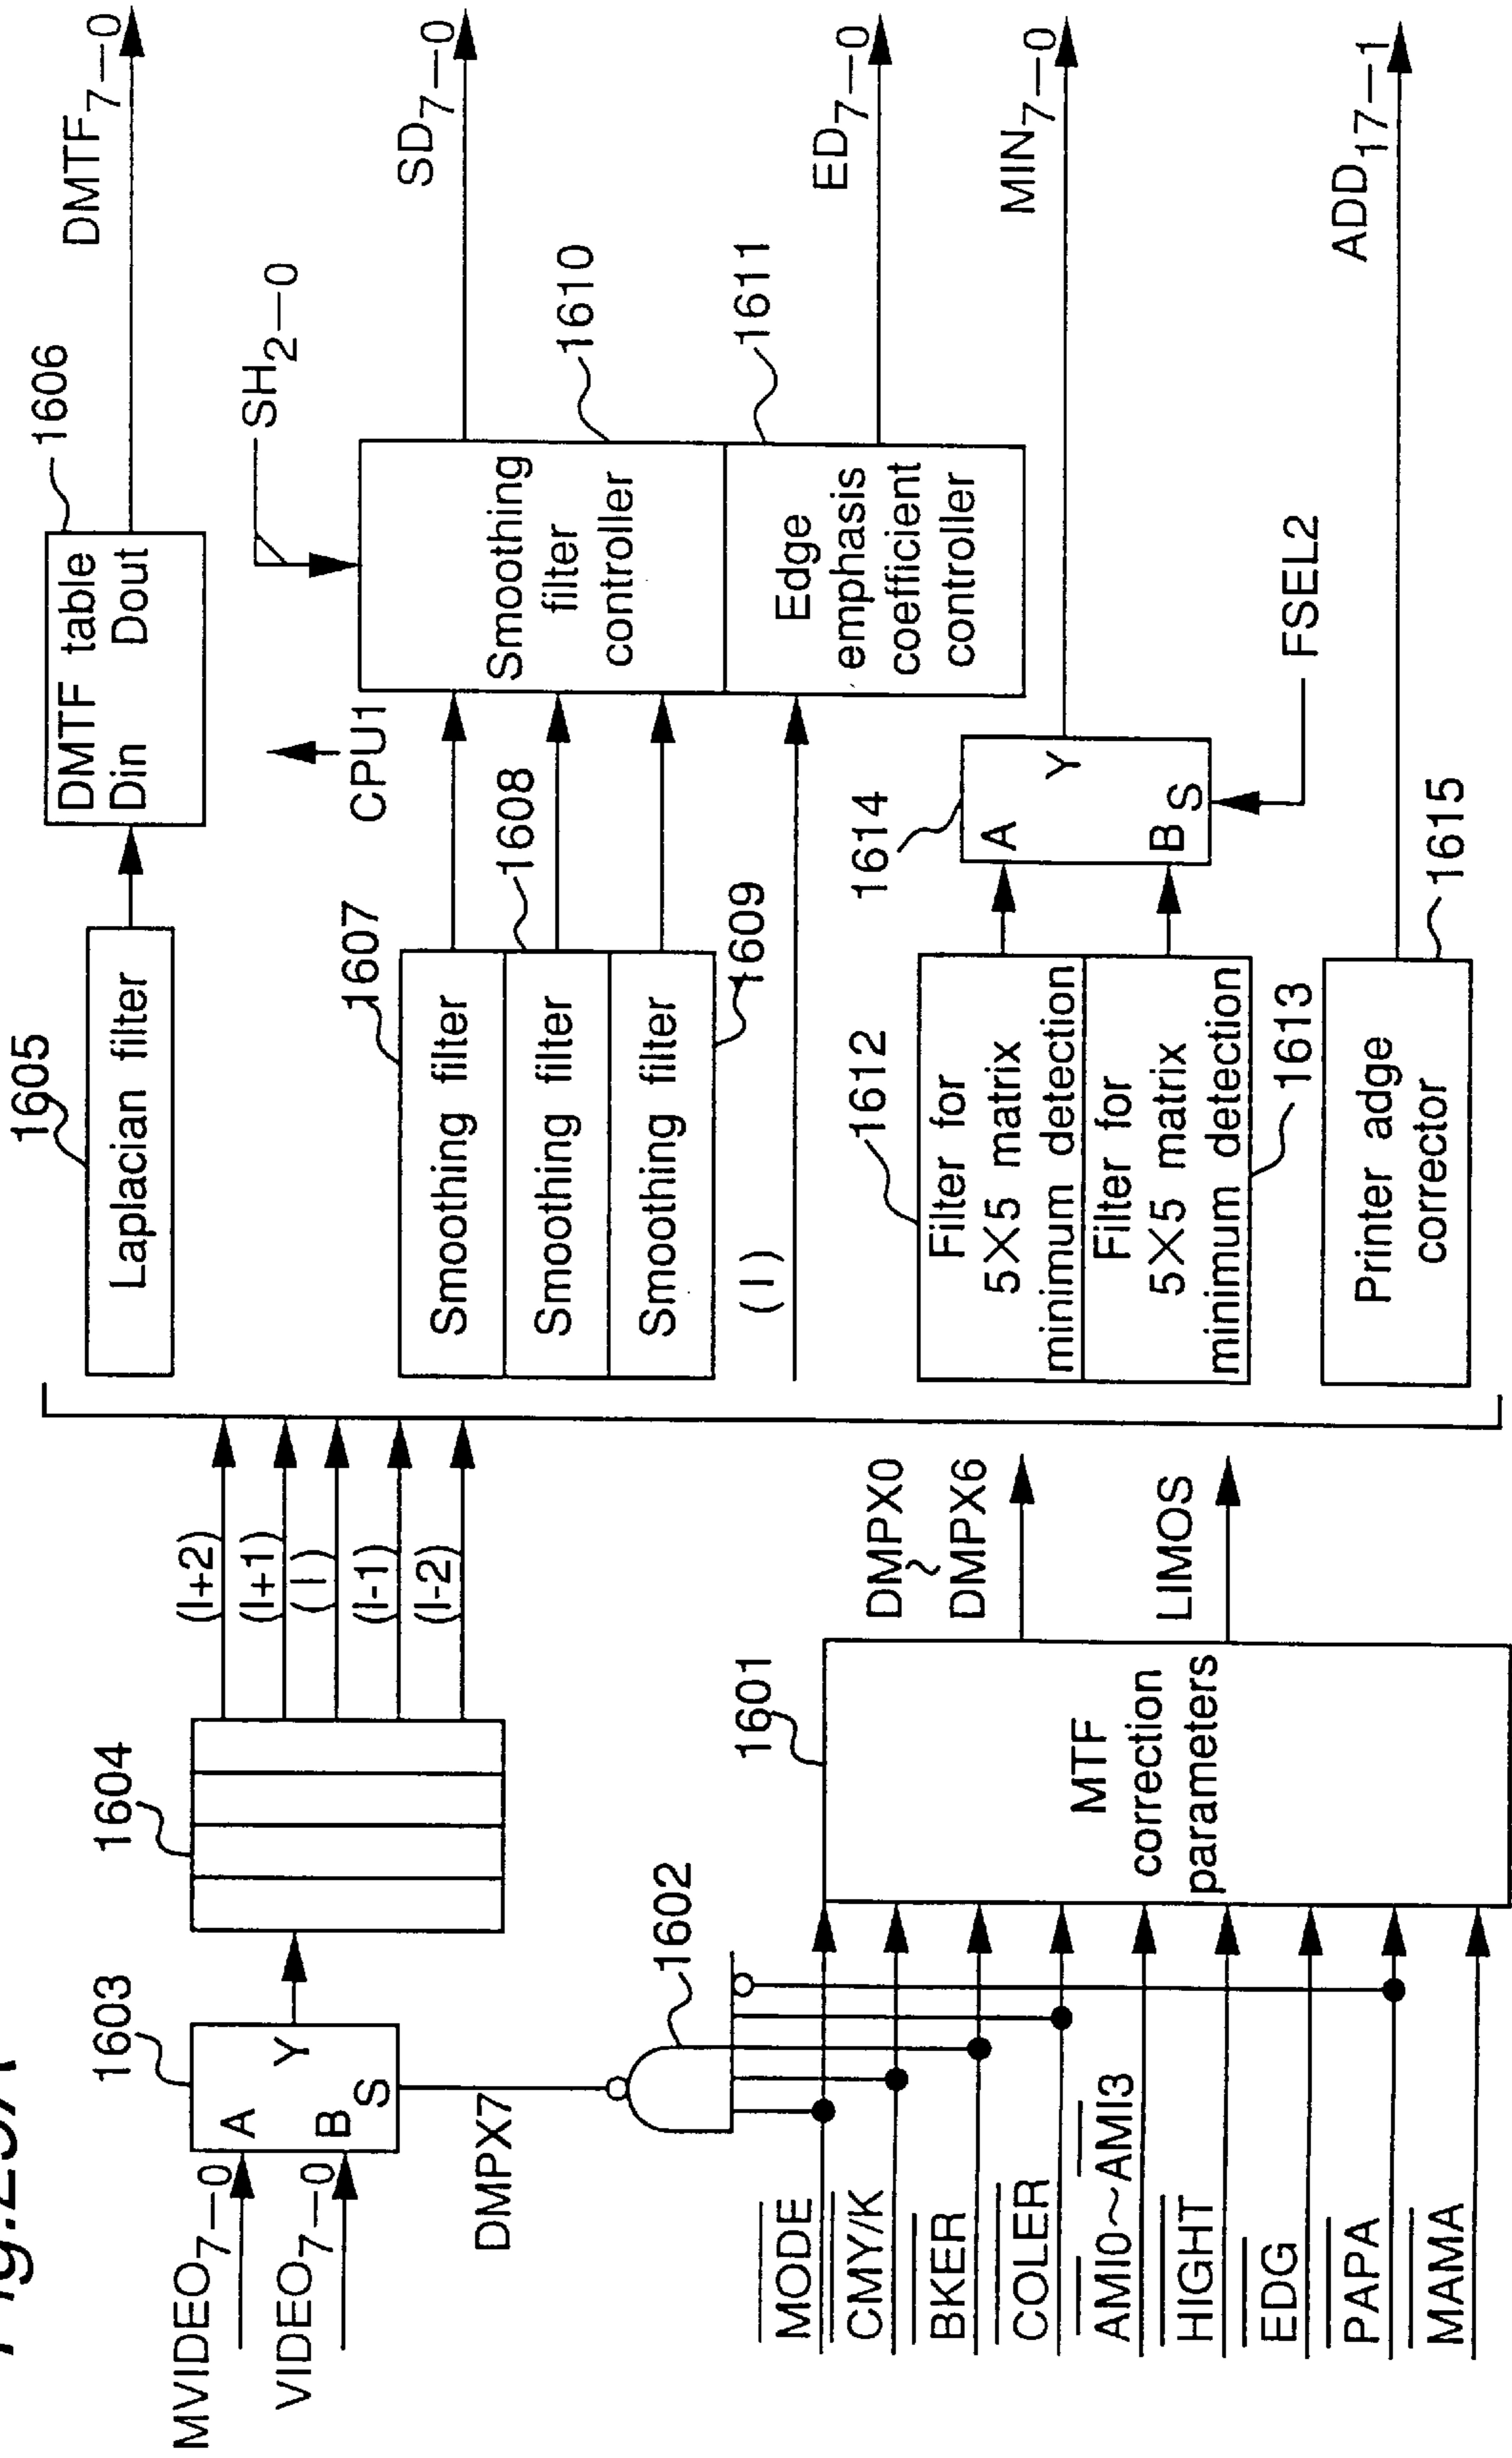 Fig.29A
MVIDEO7−0
VIDEO7−0
A
B
S
Y
1603
1604
(I+2)
(I+1)
(I)
(I-1)
(I-2)
DMPX7
1602
MODE
CMY/K
BKER
COLER
AMI0~AMI3
HIGHT
EDG
PAPA
MAMA
1601
MTF
correction
parameters
DMPX0
~
DMPX6
LIMOS
1605
Laplacian filter
1606
DMTF table
Din Dout
CPU1
DMTF7−0
1607
Smoothing filter
1608
Smoothing filter
1609
Smoothing filter
(I)
SH2−0
Smoothing
filter
controller
1610
SD7−0
Edge
emphasis
coefficient
controller
1611
ED7−0
1612
Filter for
5×5 matrix
minimum detection
Filter for
5×5 matrix
minimum detection
1613
1614
A
B
S
Y
FSEL2
MIN7−0
Printer adge
corrector
1615
ADD17−1